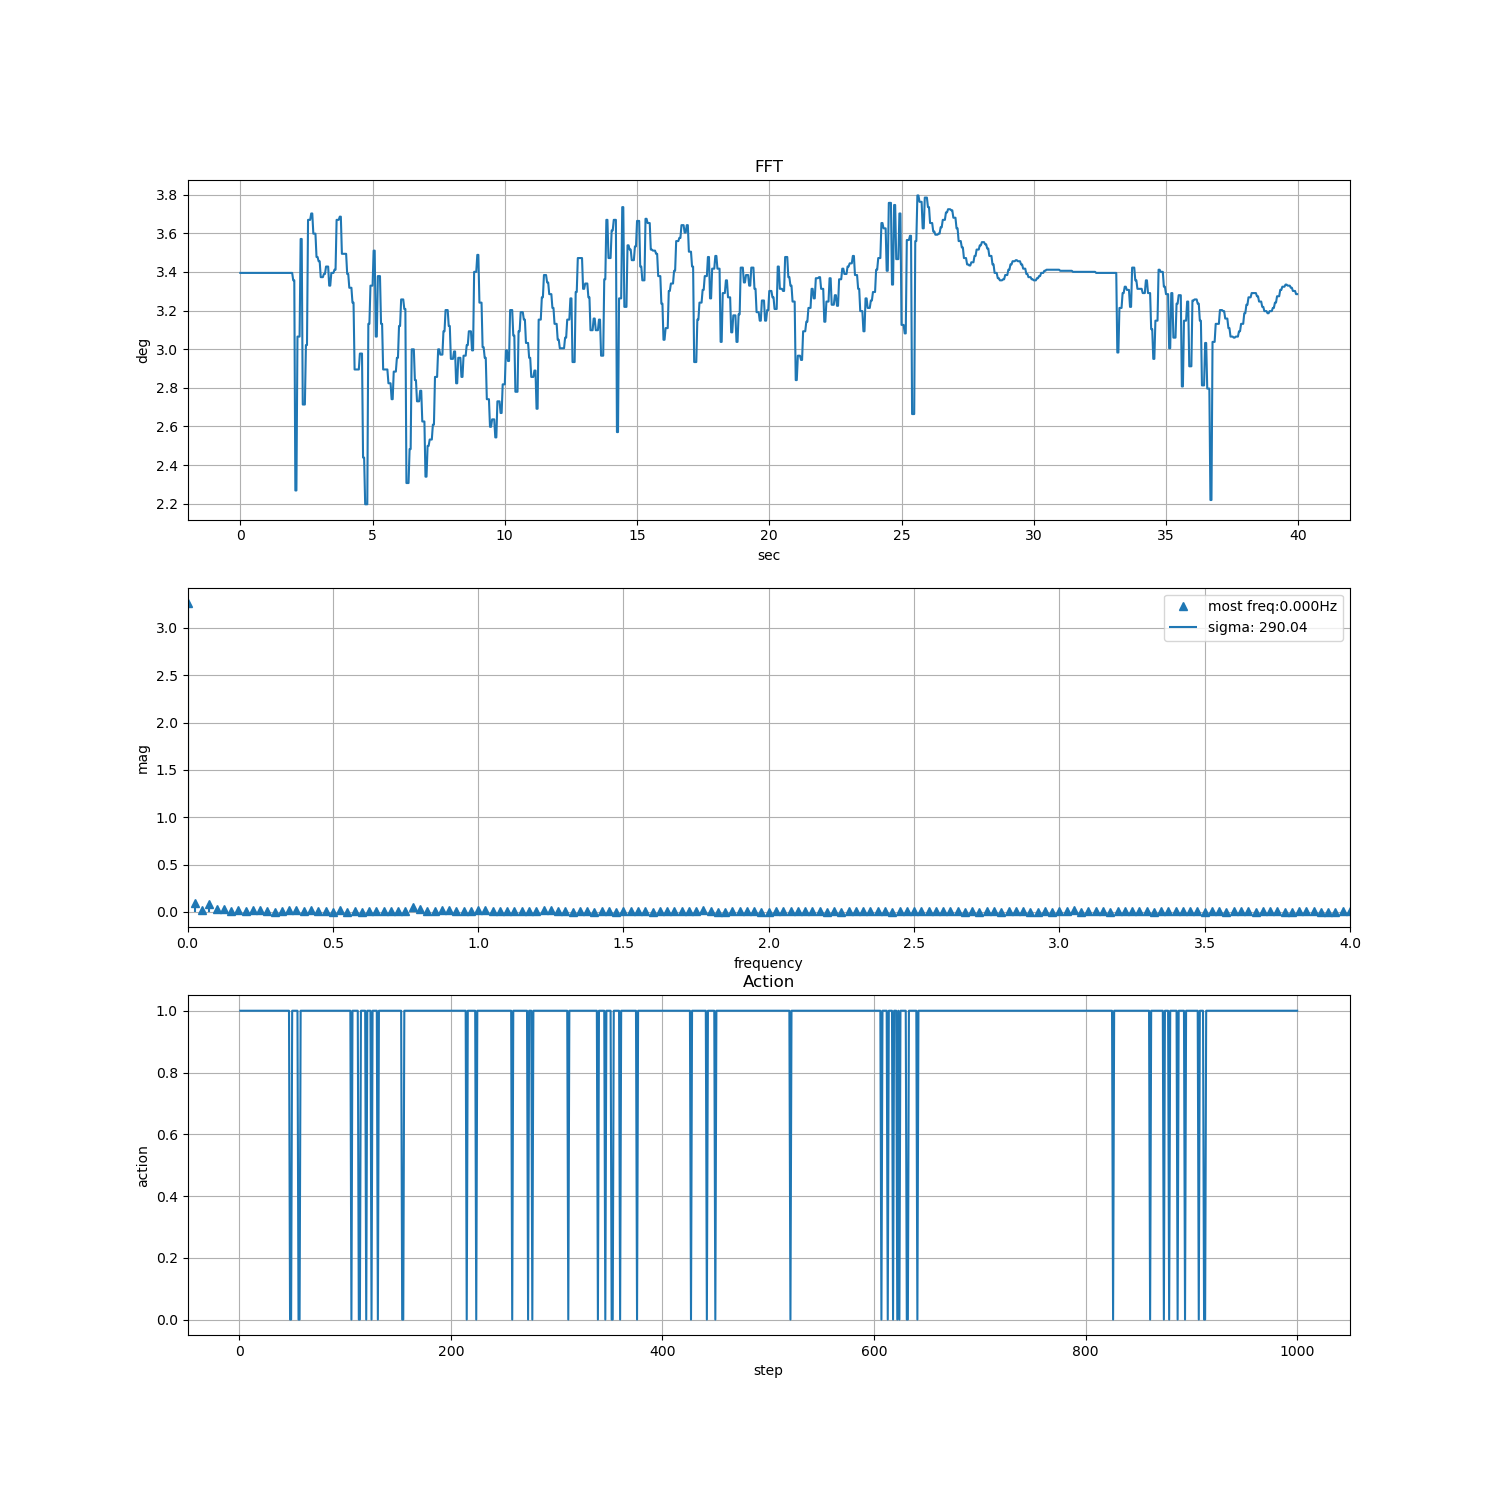 FFT
deg
3.8
3.6
3.4
3.2
3.0
2.8
2.6
2.4
2.2
0 5 10 15 20 25 30 35 40
sec
mag
3.0
2.5
2.0
1.5
1.0
0.5
0.0
most freq:0.000Hz
sigma: 290.04
0.0 0.5 1.0 1.5 2.0 2.5 3.0 3.5 4.0
frequency
Action
action
1.0
0.8
0.6
0.4
0.2
0.0
0 200 400 600 800 1000
step